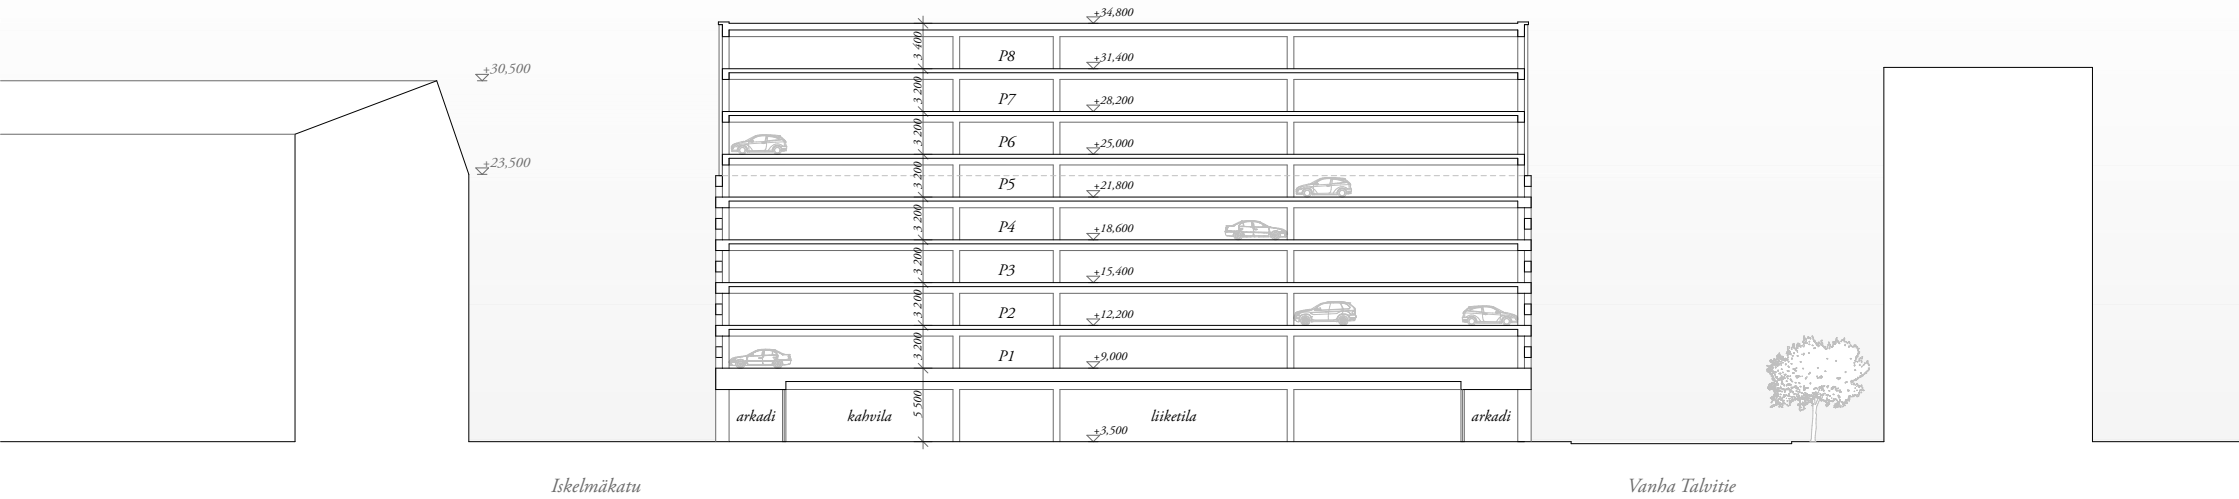 +34,800
3 400
P8
+31,400
+30,500
3 200
P7
+28,200
3 200
P6
+25,000
+23,500
3 200
P5
+21,800
3 200
P4
+18,600
3 200
P3
+15,400
3 200
P2
+12,200
3 200
P1
+9,000
5 500
arkadi
kahvila
liiketila
arkadi
+3,500
Iskelmäkatu
Vanha Talvitie